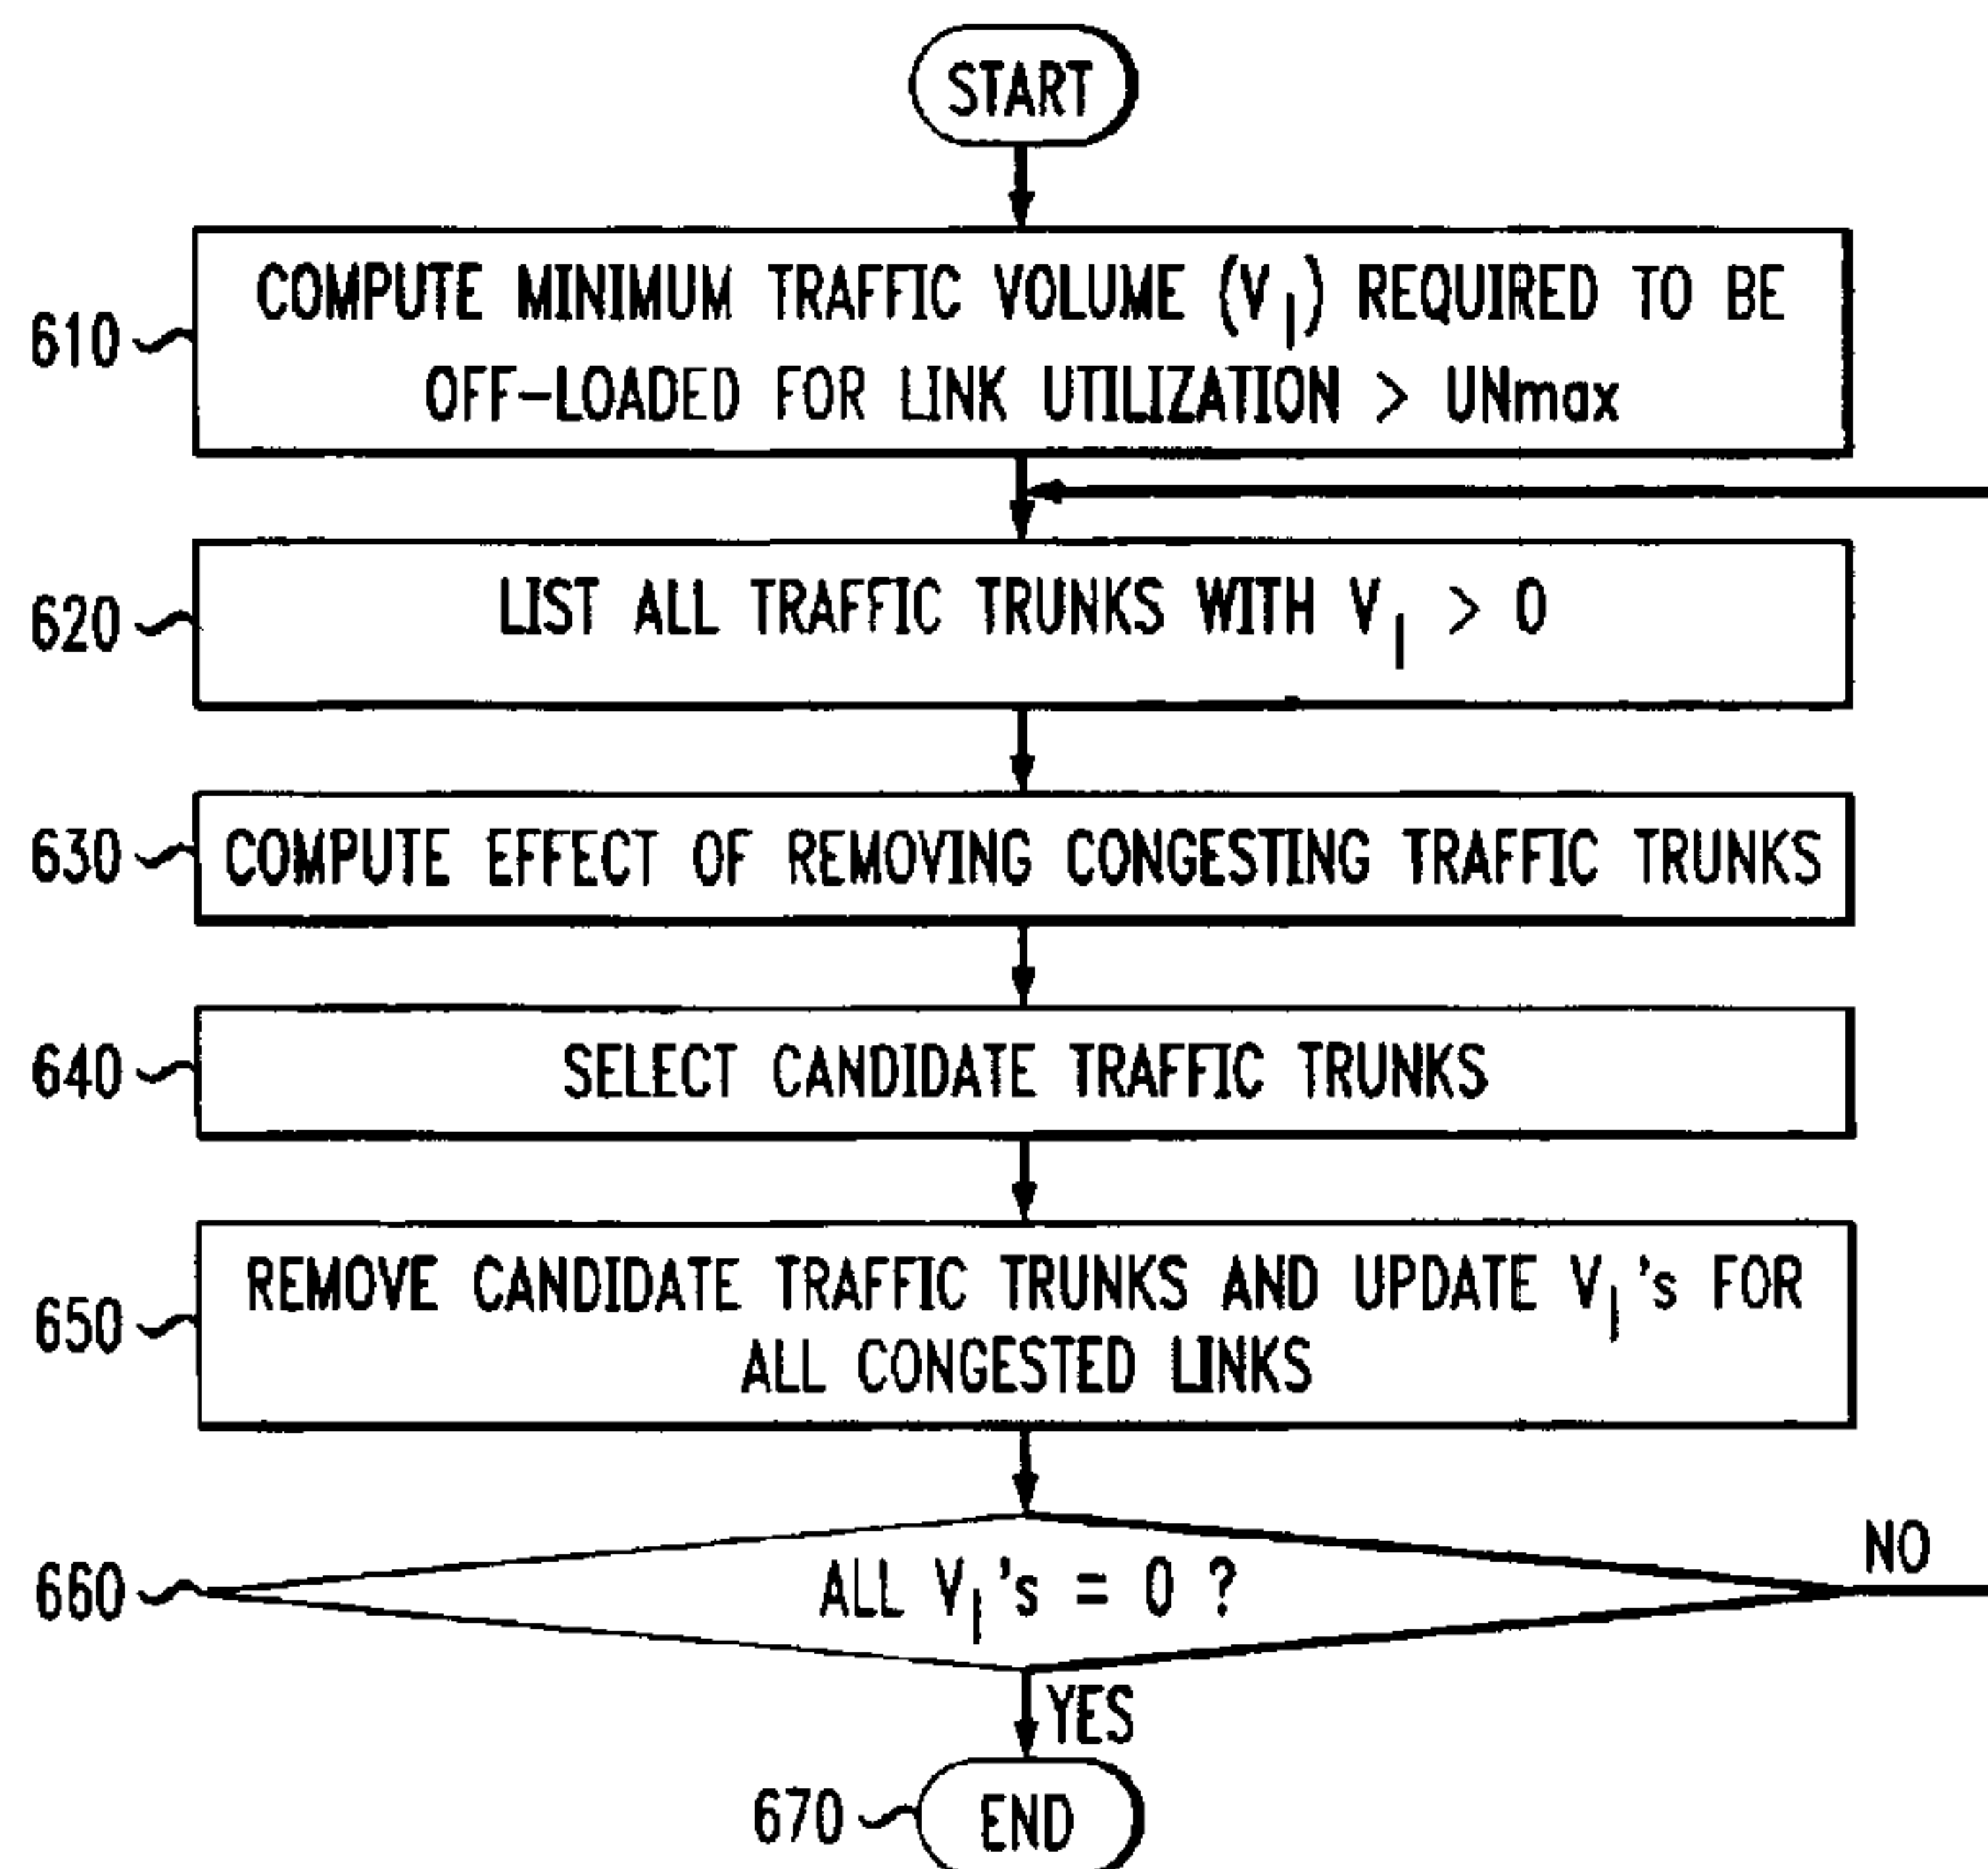 START
610
COMPUTE MINIMUM TRAFFIC VOLUME (V_l) REQUIRED TO BE
OFF-LOADED FOR LINK UTILIZATION > UNmax
620
LIST ALL TRAFFIC TRUNKS WITH V_l > 0
630
COMPUTE EFFECT OF REMOVING CONGESTING TRAFFIC TRUNKS
640
SELECT CANDIDATE TRAFFIC TRUNKS
650
REMOVE CANDIDATE TRAFFIC TRUNKS AND UPDATE V_l's FOR
ALL CONGESTED LINKS
660
ALL V_l's = 0 ?
NO
YES
670
END